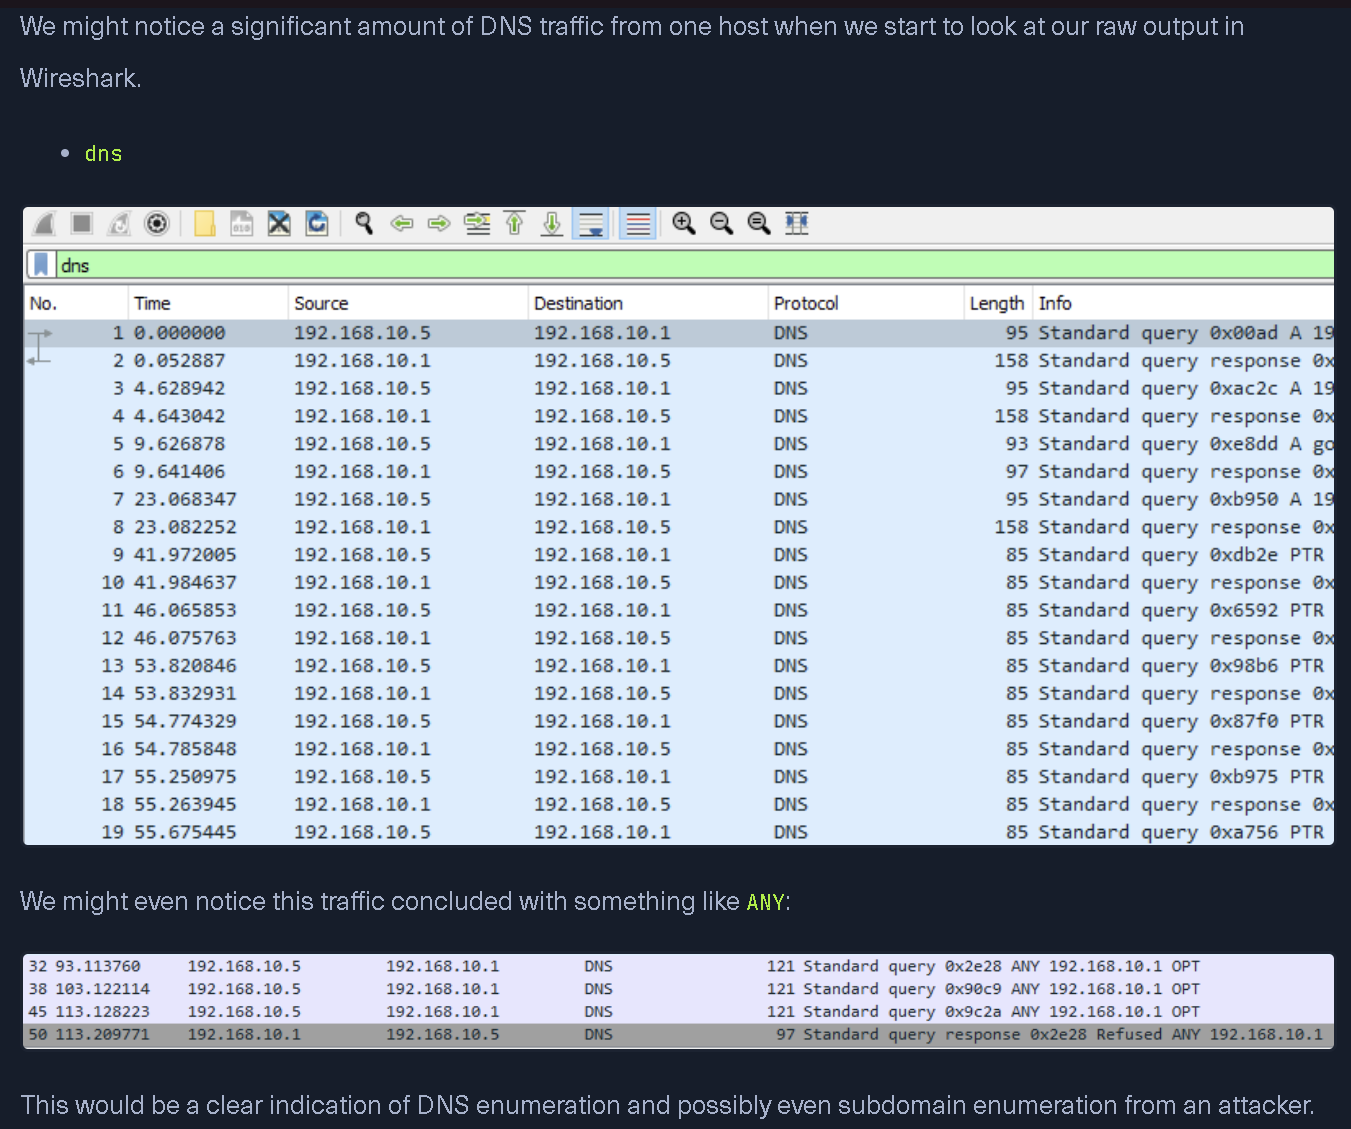 We might notice a significant amount of DNS traffic from one host when we start to look at our raw output in
Wireshark.
• dns
dns
No. Time Source Destination Protocol Length Info
1 0.000000 192.168.10.5 192.168.10.1 DNS 95 Standard query 0x00ad A 19
2 0.052887 192.168.10.1 192.168.10.5 DNS 158 Standard query response 0x
3 4.628942 192.168.10.5 192.168.10.1 DNS 95 Standard query 0xac2c A 19
4 4.643042 192.168.10.1 192.168.10.5 DNS 158 Standard query response 0x
5 9.626878 192.168.10.5 192.168.10.1 DNS 93 Standard query 0xe8dd A go
6 9.641406 192.168.10.1 192.168.10.5 DNS 97 Standard query response 0x
7 23.068347 192.168.10.5 192.168.10.1 DNS 95 Standard query 0xb950 A 19
8 23.082252 192.168.10.1 192.168.10.5 DNS 158 Standard query response 0x
9 41.972005 192.168.10.5 192.168.10.1 DNS 85 Standard query 0xdb2e PTR
10 41.984637 192.168.10.1 192.168.10.5 DNS 85 Standard query response 0x
11 46.065853 192.168.10.5 192.168.10.1 DNS 85 Standard query 0x6592 PTR
12 46.075763 192.168.10.1 192.168.10.5 DNS 85 Standard query response 0x
13 53.820846 192.168.10.5 192.168.10.1 DNS 85 Standard query 0x98b6 PTR
14 53.832931 192.168.10.1 192.168.10.5 DNS 85 Standard query response 0x
15 54.774329 192.168.10.5 192.168.10.1 DNS 85 Standard query 0x87f0 PTR
16 54.785848 192.168.10.1 192.168.10.5 DNS 85 Standard query response 0x
17 55.250975 192.168.10.5 192.168.10.1 DNS 85 Standard query 0xb975 PTR
18 55.263945 192.168.10.1 192.168.10.5 DNS 85 Standard query response 0x
19 55.675445 192.168.10.5 192.168.10.1 DNS 85 Standard query 0xa756 PTR
We might even notice this traffic concluded with something like ANY:
32 93.113760 192.168.10.5 192.168.10.1 DNS 121 Standard query 0x2e28 ANY 192.168.10.1 OPT
38 103.122114 192.168.10.5 192.168.10.1 DNS 121 Standard query 0x90c9 ANY 192.168.10.1 OPT
45 113.128223 192.168.10.5 192.168.10.1 DNS 121 Standard query 0x9c2a ANY 192.168.10.1 OPT
50 113.209771 192.168.10.1 192.168.10.5 DNS 97 Standard query response 0x2e28 Refused ANY 192.168.10.1
This would be a clear indication of DNS enumeration and possibly even subdomain enumeration from an attacker.